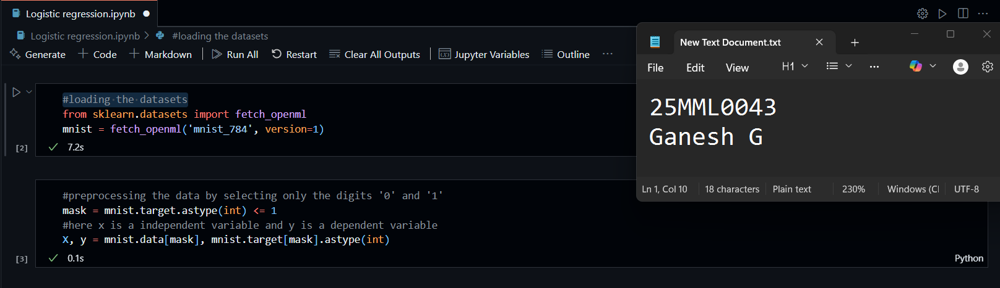 Logistic regression.ipynb
Logistic regression.ipynb > #loading the datasets
Generate + Code + Markdown | Run All Restart Clear All Outputs | Jupyter Variables Outline ...
#loading the datasets
from sklearn.datasets import fetch_openml
mnist = fetch_openml('mnist_784', version=1)
[2] 7.2s
#preprocessing the data by selecting only the digits '0' and '1'
mask = mnist.target.astype(int) <= 1
#here x is a independent variable and y is a dependent variable
X, y = mnist.data[mask], mnist.target[mask].astype(int)
[3] 0.1s
Python
New Text Document.txt
File Edit View H1 ...
25MML0043
Ganesh G
Ln 1, Col 10 18 characters Plain text 230% Windows (Cl UTF-8